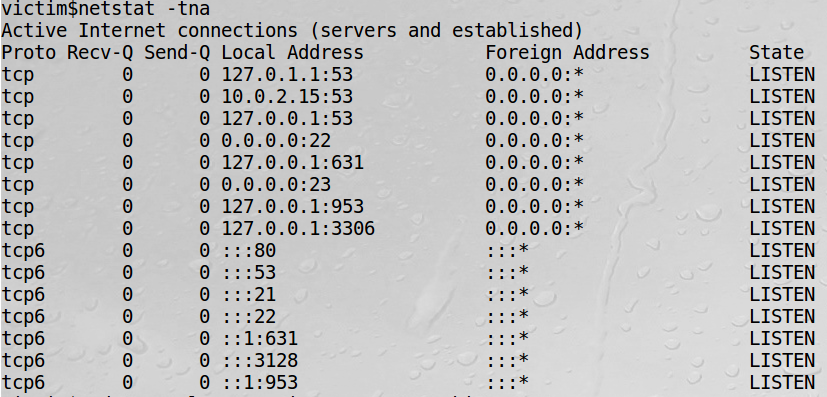 victim$netstat -tna
Active Internet connections (servers and established)
Proto Recv-Q Send-Q Local Address Foreign Address State
tcp 0 0 127.0.1.1:53 0.0.0.0:* LISTEN
tcp 0 0 10.0.2.15:53 0.0.0.0:* LISTEN
tcp 0 0 127.0.0.1:53 0.0.0.0:* LISTEN
tcp 0 0 0.0.0.0:22 0.0.0.0:* LISTEN
tcp 0 0 127.0.0.1:631 0.0.0.0:* LISTEN
tcp 0 0 0.0.0.0:23 0.0.0.0:* LISTEN
tcp 0 0 127.0.0.1:953 0.0.0.0:* LISTEN
tcp 0 0 127.0.0.1:3306 0.0.0.0:* LISTEN
tcp6 0 0 :::80 :::* LISTEN
tcp6 0 0 :::53 :::* LISTEN
tcp6 0 0 :::21 :::* LISTEN
tcp6 0 0 :::22 :::* LISTEN
tcp6 0 0 ::1:631 :::* LISTEN
tcp6 0 0 :::3128 :::* LISTEN
tcp6 0 0 ::1:953 :::* LISTEN